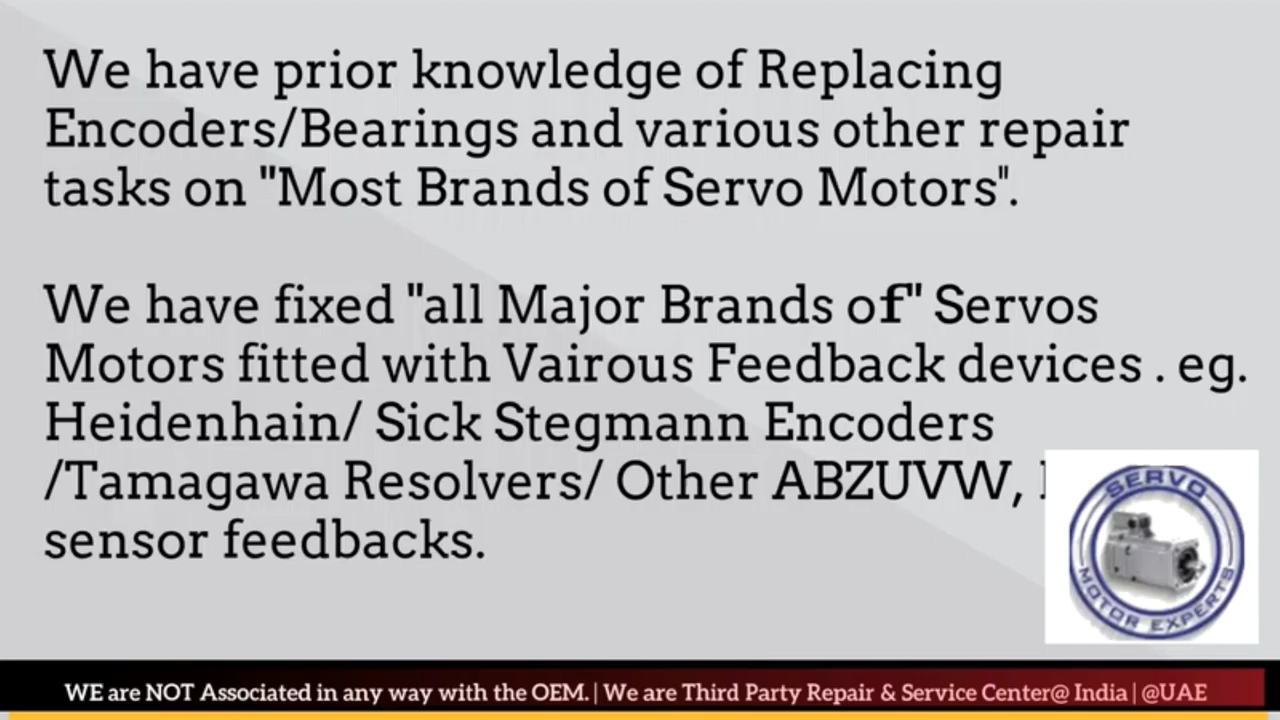 We have prior knowledge of Replacing
Encoders/Bearings and various other repair
tasks on "Most Brands of Servo Motors".
We have fixed "all Major Brands of" Servos
Motors fitted with Vairous Feedback devices . eg.
Heidenhain/ Sick Stegmann Encoders
/Tamagawa Resolvers/ Other ABZUVW,
sensor feedbacks.
SERVO
MOTOR EXPERTS
WE are NOT Associated in any way with the OEM. | We are Third Party Repair & Service Center@ India | @UAE